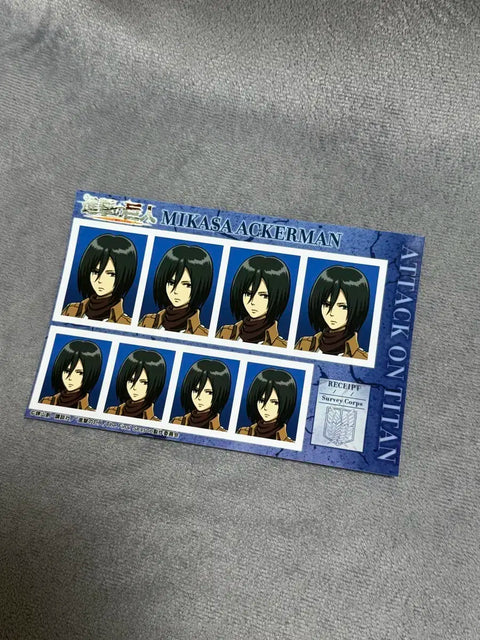 進撃の巨人
MIKASA ACKERMAN
ATTACK ON TITAN
RECEIPT
/ /
Survey Corps